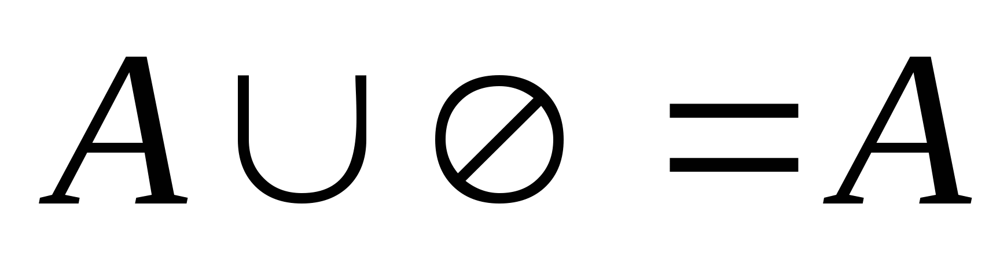 A ∪ ∅ = A